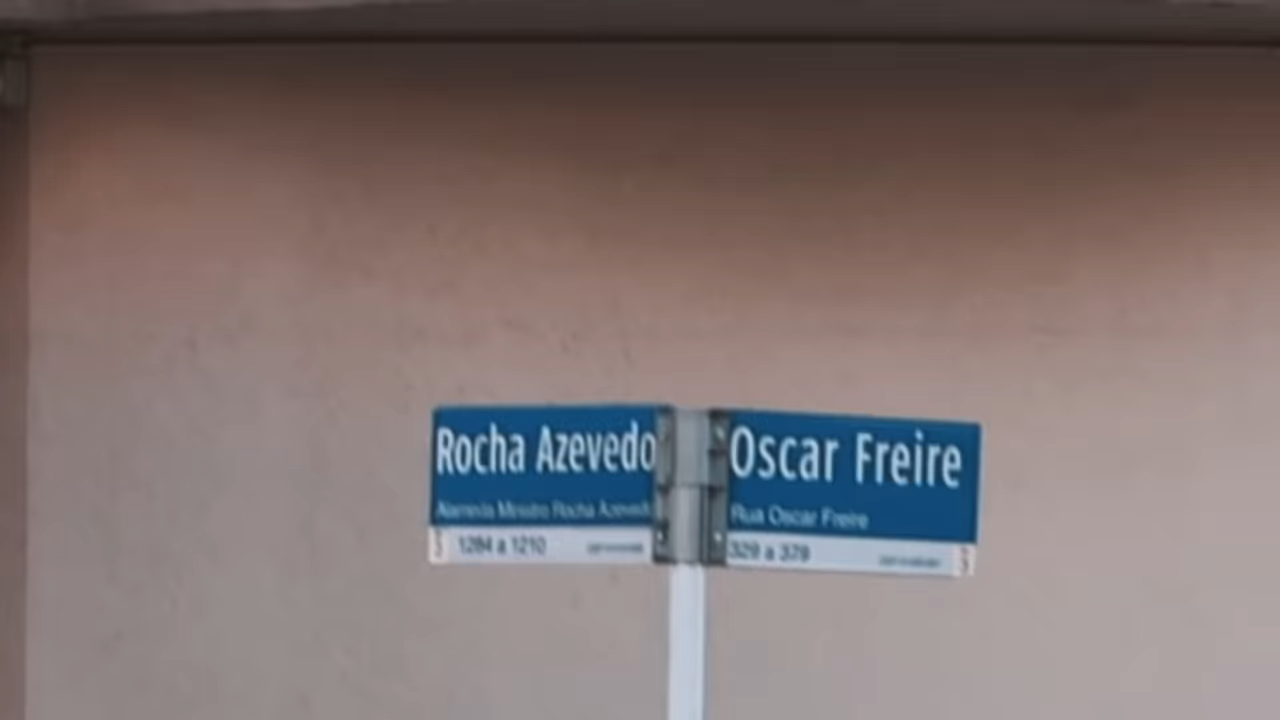 Rocha Azevedo
Alameda Ministro Rocha Azevedo
1284 a 1210
Oscar Freire
Rua Oscar Freire
329 a 379